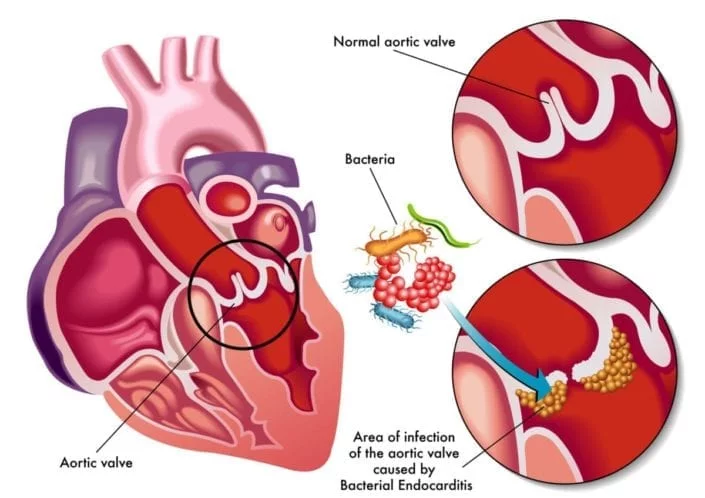 Normal aortic valve
Bacteria
Aortic valve
Area of infection
of the aortic valve
caused by
Bacterial Endocarditis